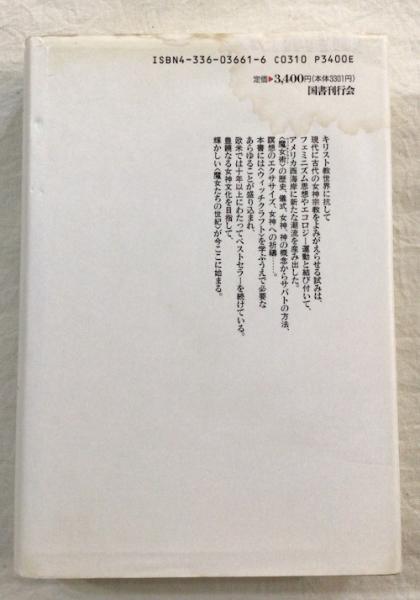 ISBN4-336-03661-6 C0310 P3400E
定価▶3,400円(本体3301円)
国書刊行会
キリスト教世界に抗して
現代に古代の女神宗教をよみがえらせる試みは、
フェミニズム思想やエコロジー運動と結び付いて、
アメリカ西海岸に新たな潮流を産み出した。
〈魔女術〉の歴史、儀式、女神、神の概念からサバトの方法、
瞑想のエクササイズ、女神への祈禱……。
本書には〈ウィッチクラフト〉を学ぶうえで必要な
あらゆることが盛り込まれ、
欧米では十年以上にわたってベストセラーを続けている。
豊饒なる女神文化を目指して、
輝かしい〈魔女たちの世紀〉が今ここに始まる。